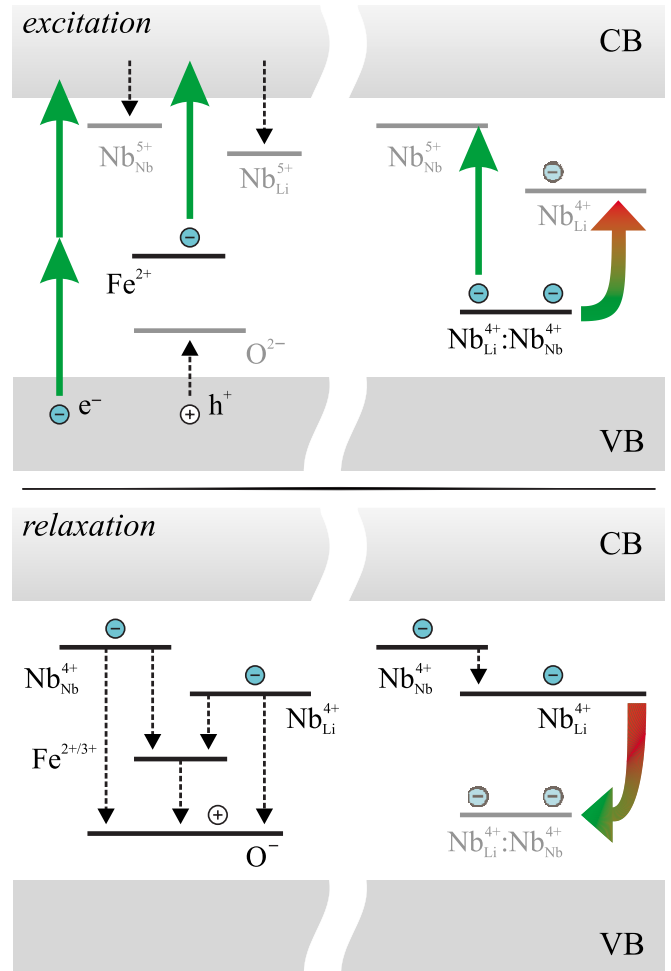 excitation
CB
Nb⁵⁺Nb
Nb⁵⁺Li
Nb⁵⁺Nb
Nb⁴⁺Li
Fe²⁺
O²⁻
Nb⁴⁺Li:Nb⁴⁺Nb
e⁻
h⁺
VB
relaxation
CB
Nb⁴⁺Nb
Nb⁴⁺Li
Nb⁴⁺Nb
Nb⁴⁺Li
Fe²⁺/³⁺
O⁻
Nb⁴⁺Li:Nb⁴⁺Nb
VB